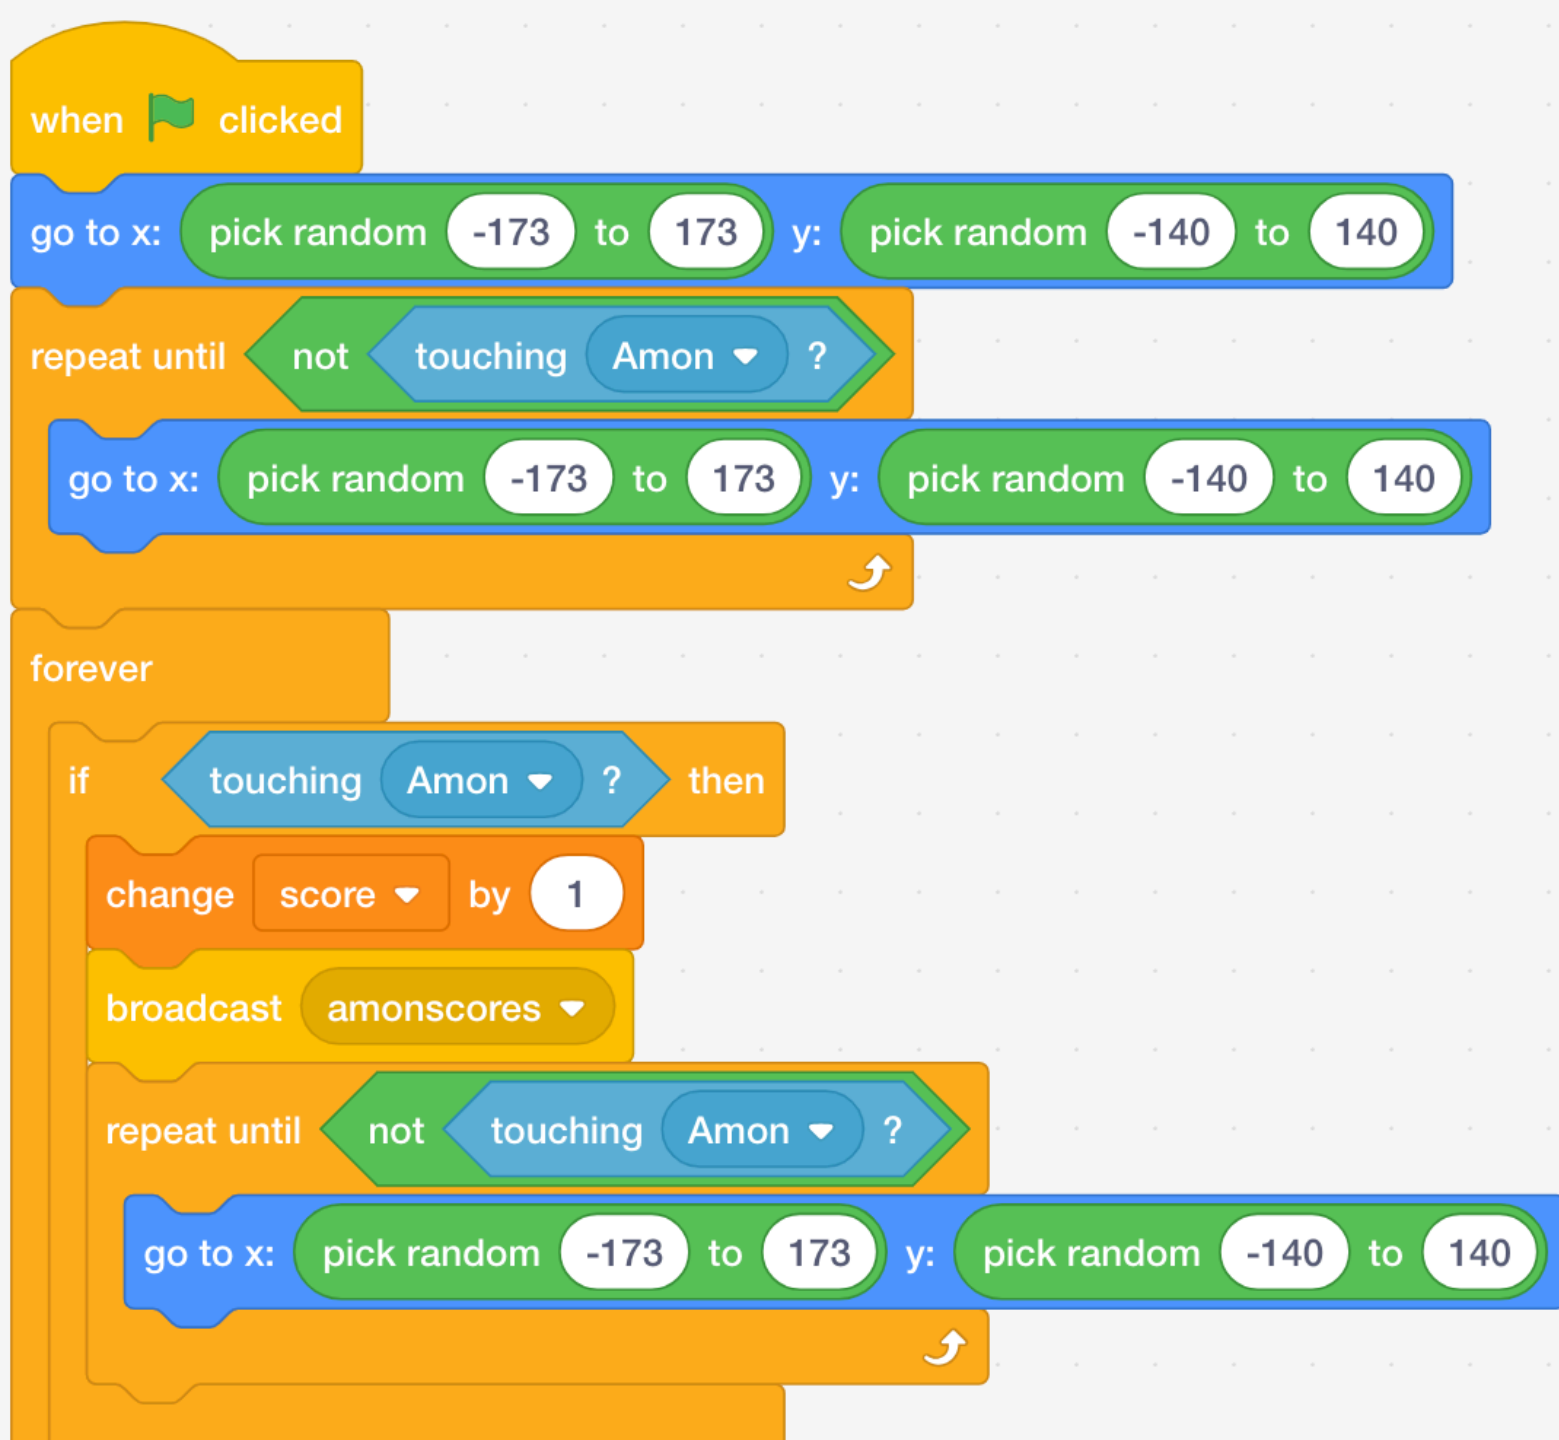 when clicked
go to x: pick random -173 to 173 y: pick random -140 to 140
repeat until not touching Amon ?
go to x: pick random -173 to 173 y: pick random -140 to 140
forever
if touching Amon ? then
change score by 1
broadcast amonscores
repeat until not touching Amon ?
go to x: pick random -173 to 173 y: pick random -140 to 140